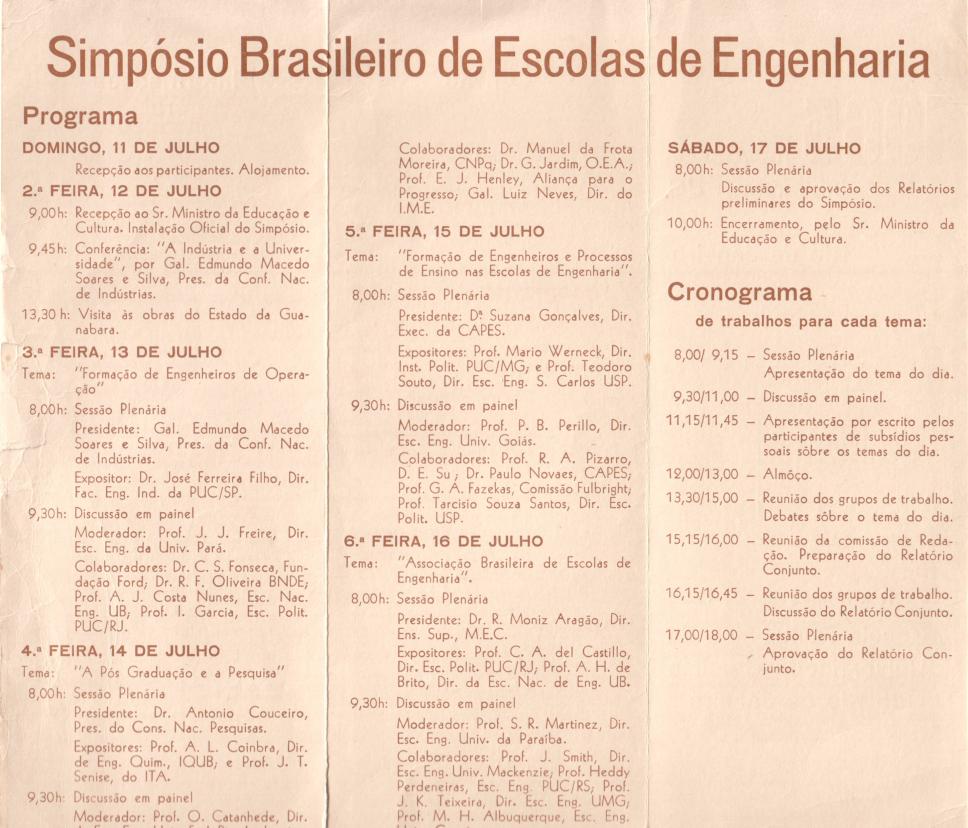 Simpósio Brasileiro de Escolas de Engenharia
Programa
DOMINGO, 11 DE JULHO
Recepção aos participantes. Alojamento.
2.ª FEIRA, 12 DE JULHO
9,00h: Recepção ao Sr. Ministro da Educação e
Cultura. Instalação Oficial do Simpósio.
9,45h: Conferência: "A Indústria e a Univer-
sidade", por Gal. Edmundo Macedo
Soares e Silva, Pres. da Conf. Nac.
de Indústrias.
13,30 h: Visita às obras do Estado da Gua-
nabara.
3.ª FEIRA, 13 DE JULHO
Tema: "Formação de Engenheiros de Opera-
ção"
8,00h: Sessão Plenária
Presidente: Gal. Edmundo Macedo
Soares e Silva, Pres. da Conf. Nac.
de Indústrias.
Expositor: Dr. José Ferreira Filho, Dir.
Fac. Eng. Ind. da PUC/SP.
9,30h: Discussão em painel
Moderador: Prof. J. J. Freire, Dir.
Esc. Eng. da Univ. Pará.
Colaboradores: Dr. C. S. Fonseca, Fun-
dação Ford; Dr. R. F. Oliveira BNDE;
Prof. A. J. Costa Nunes, Esc. Nac.
Eng. UB; Prof. I. Garcia, Esc. Polit.
PUC/RJ.
4.ª FEIRA, 14 DE JULHO
Tema: "A Pós Graduação e a Pesquisa"
8,00h: Sessão Plenária
Presidente: Dr. Antonio Couceiro,
Pres. do Cons. Nac. Pesquisas.
Expositores: Prof. A. L. Coinbra, Dir.
de Eng. Quim., IQUB; e Prof. J. T.
Senise, do ITA.
9,30h: Discussão em painel
Moderador: Prof. O. Catanhede, Dir.
Colaboradores: Dr. Manuel da Frota
Moreira, CNPq; Dr. G. Jardim, O.E.A.;
Prof. E. J. Henley, Aliança para o
Progresso; Gal. Luiz Neves, Dir. do
I.M.E.
5.ª FEIRA, 15 DE JULHO
Tema: "Formação de Engenheiros e Processos
de Ensino nas Escolas de Engenharia".
8,00h: Sessão Plenária
Presidente: Dª Suzana Gonçalves, Dir.
Exec. da CAPES.
Expositores: Prof. Mario Werneck, Dir.
Inst. Polit. PUC/MG; e Prof. Teodoro
Souto, Dir. Esc. Eng. S. Carlos USP.
9,30h: Discussão em painel
Moderador: Prof. P. B. Perillo, Dir.
Esc. Eng. Univ. Goiás.
Colaboradores: Prof. R. A. Pizarro,
D. E. Su; Dr. Paulo Novaes, CAPES;
Prof. G. A. Fazekas, Comissão Fulbright;
Prof. Tarcisio Souza Santos, Dir. Esc.
Polit. USP.
6.ª FEIRA, 16 DE JULHO
Tema: "Associação Brasileira de Escolas de
Engenharia".
8,00h: Sessão Plenária
Presidente: Dr. R. Moniz Aragão, Dir.
Ens. Sup., M.E.C.
Expositores: Prof. C. A. del Castillo,
Dir. Esc. Polit. PUC/RJ; Prof. A. H. de
Brito, Dir. da Esc. Nac. de Eng. UB.
9,30h: Discussão em painel
Moderador: Prof. S. R. Martinez, Dir.
Esc. Eng. Univ. da Paraíba.
Colaboradores: Prof. J. Smith, Dir.
Esc. Eng. Univ. Mackenzie; Prof. Heddy
Perdeneiras, Esc. Eng. PUC/RS; Prof.
J. K. Teixeira, Dir. Esc. Eng. UMG;
Prof. M. H. Albuquerque, Esc. Eng.
SÁBADO, 17 DE JULHO
8,00h: Sessão Plenária
Discussão e aprovação dos Relatórios
preliminares do Simpósio.
10,00h: Encerramento, pelo Sr. Ministro da
Educação e Cultura.
Cronograma
de trabalhos para cada tema:
8,00/ 9,15 — Sessão Plenária
Apresentação do tema do dia.
9,30/11,00 — Discussão em painel.
11,15/11,45 — Apresentação por escrito pelos
participantes de subsídios pes-
soais sôbre os temas do dia.
12,00/13,00 — Almôço.
13,30/15,00 — Reunião dos grupos de trabalho.
Debates sôbre o tema do dia.
15,15/16,00 — Reunião da comissão de Reda-
ção. Preparação do Relatório
Conjunto.
16,15/16,45 — Reunião dos grupos de trabalho.
Discussão do Relatório Conjunto.
17,00/18,00 — Sessão Plenária
Aprovação do Relatório Con-
junto.